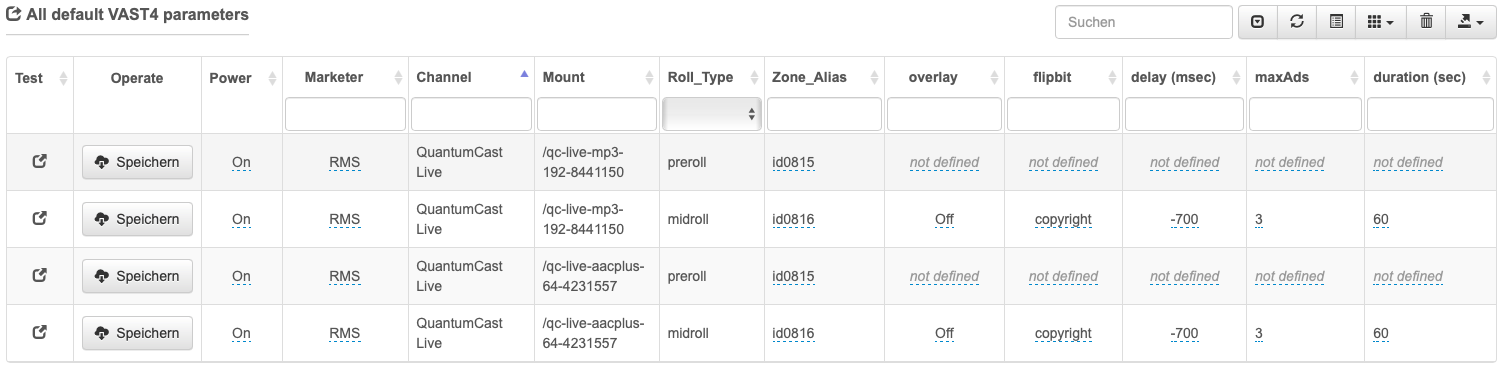 All default VAST4 parameters
Suchen
Test Operate Power Marketer Channel Mount Roll_Type Zone_Alias overlay flipbit delay (msec) maxAds duration (sec)
Speichern On RMS QuantumCast Live /qc-live-mp3-192-8441150 preroll id0815 not defined not defined not defined not defined not defined
Speichern On RMS QuantumCast Live /qc-live-mp3-192-8441150 midroll id0816 Off copyright -700 3 60
Speichern On RMS QuantumCast Live /qc-live-aacplus-64-4231557 preroll id0815 not defined not defined not defined not defined not defined
Speichern On RMS QuantumCast Live /qc-live-aacplus-64-4231557 midroll id0816 Off copyright -700 3 60